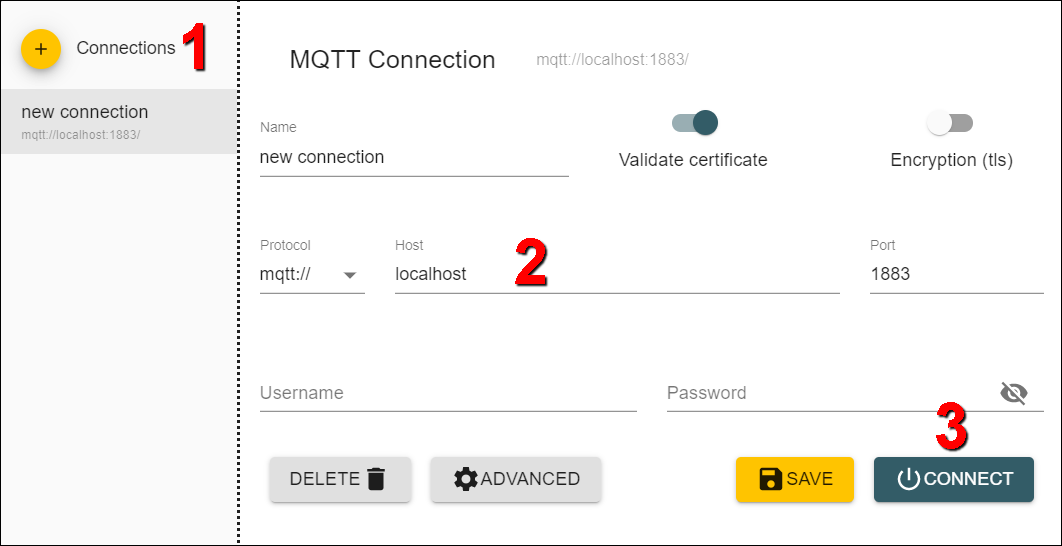 + Connections 1
new connection
mqtt://localhost:1883/
MQTT Connection mqtt://localhost:1883/
Name
new connection
Validate certificate
Encryption (tls)
Protocol Host Port
mqtt:// localhost 2 1883
Username Password
3
DELETE ADVANCED SAVE CONNECT